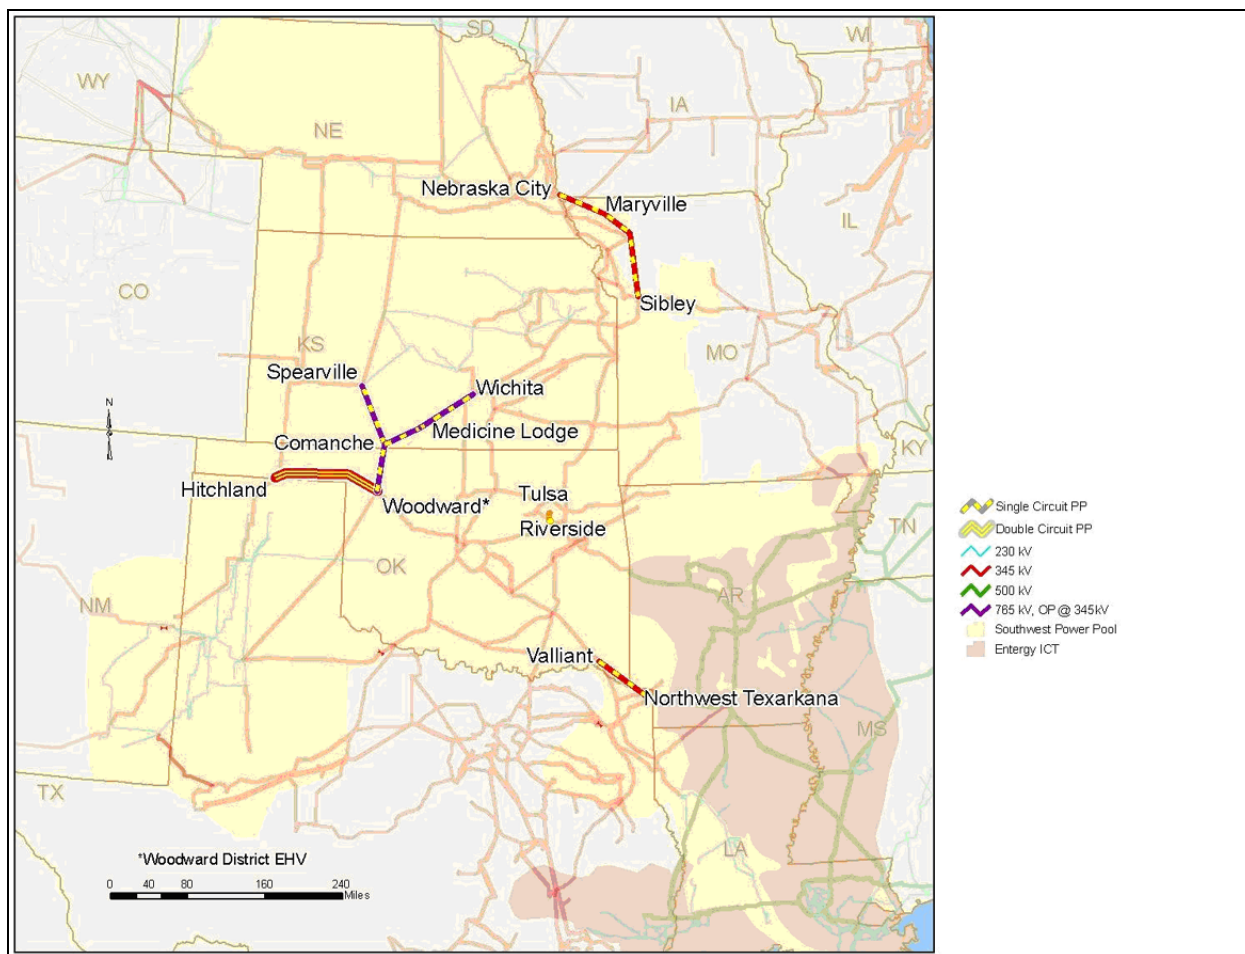 SD
WI
WY
IA
NE
Nebraska City
Maryville
IL
CO
Sibley
KS
MO
Spearville
Wichita
N
Medicine Lodge
Comanche
KY
Hitchland
Woodward*
Tulsa
Riverside
TN
OK
AR
NM
Valliant
Northwest Texarkana
MS
TX
LA
*Woodward District EHV
0 40 80 160 240
Miles
Single Circuit PP
Double Circuit PP
230 kV
345 kV
500 kV
765 kV, OP @ 345kV
Southwest Power Pool
Entergy ICT